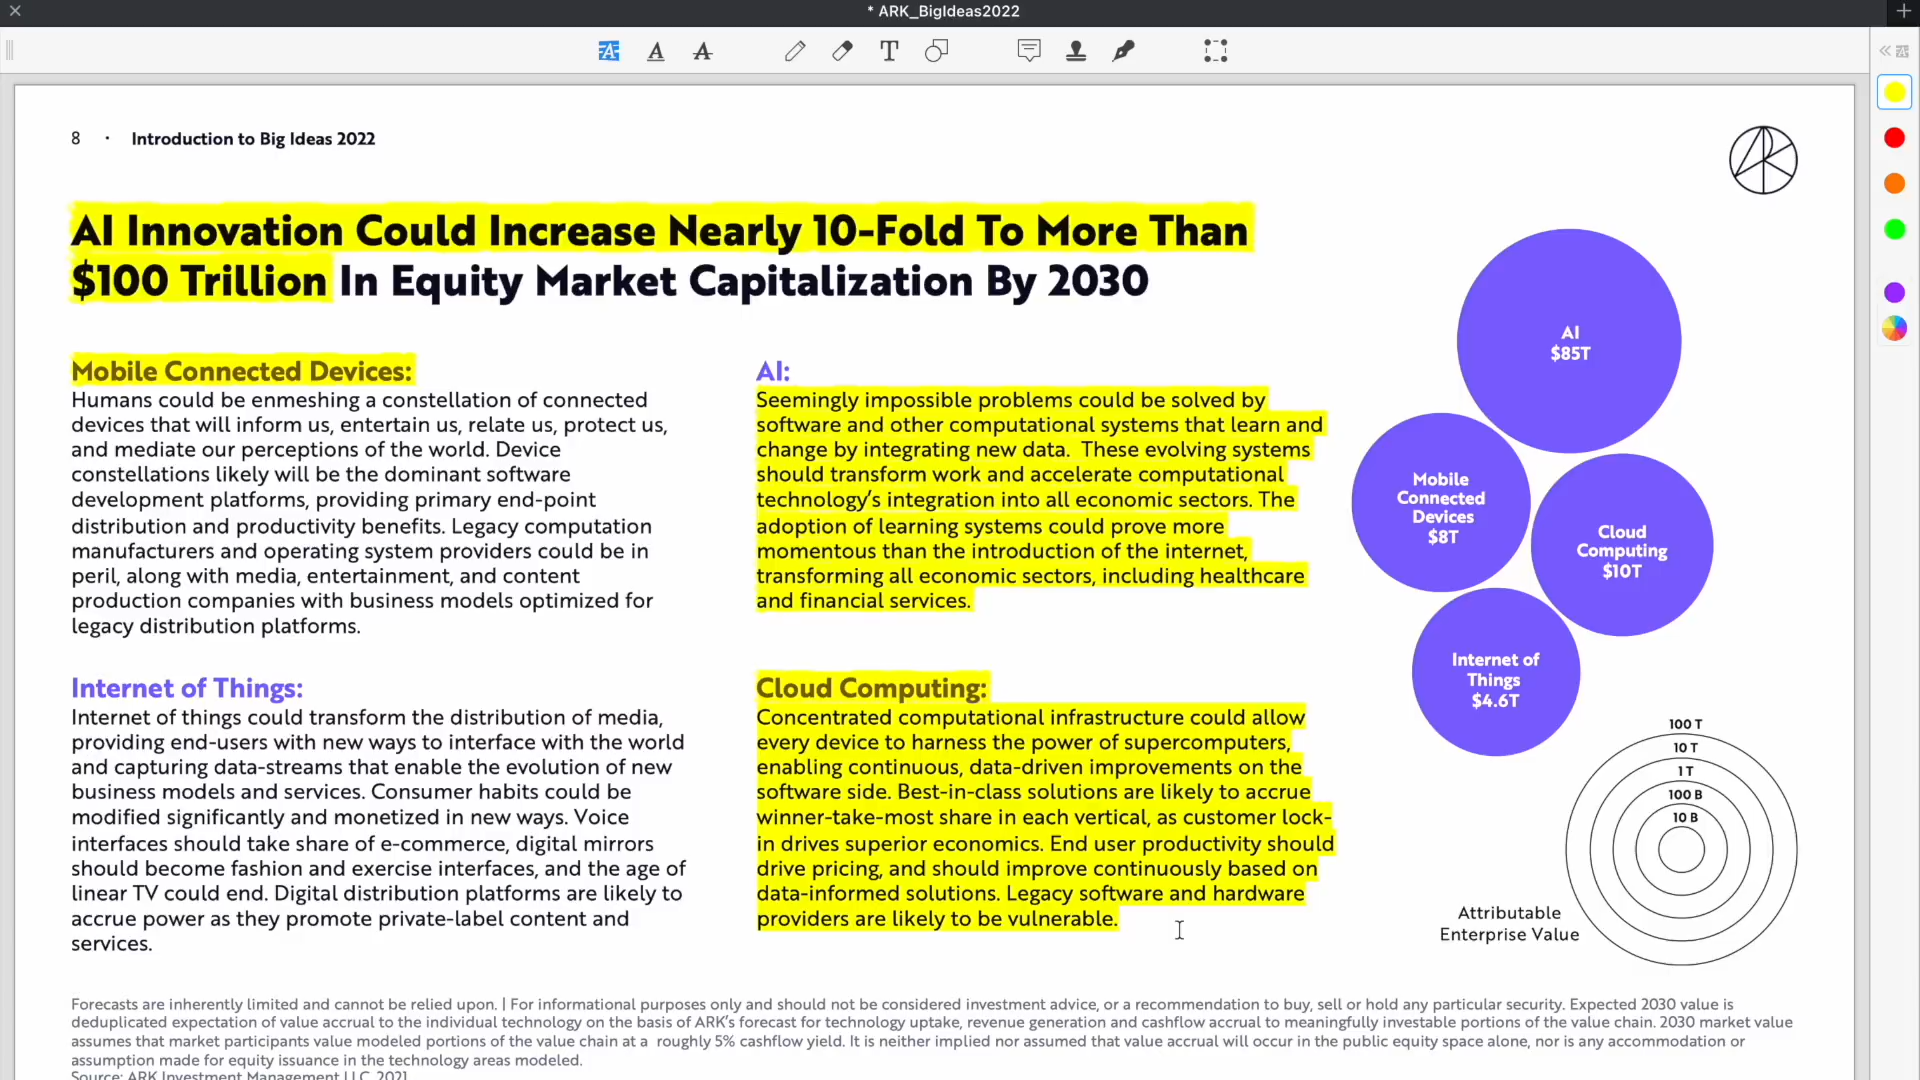 * ARK_BigIdeas2022
8 · Introduction to Big Ideas 2022
AI Innovation Could Increase Nearly 10-Fold To More Than
$100 Trillion In Equity Market Capitalization By 2030
Mobile Connected Devices:
Humans could be enmeshing a constellation of connected
devices that will inform us, entertain us, relate us, protect us,
and mediate our perceptions of the world. Device
constellations likely will be the dominant software
development platforms, providing primary end-point
distribution and productivity benefits. Legacy computation
manufacturers and operating system providers could be in
peril, along with media, entertainment, and content
production companies with business models optimized for
legacy distribution platforms.
Internet of Things:
Internet of things could transform the distribution of media,
providing end-users with new ways to interface with the world
and capturing data-streams that enable the evolution of new
business models and services. Consumer habits could be
modified significantly and monetized in new ways. Voice
interfaces should take share of e-commerce, digital mirrors
should become fashion and exercise interfaces, and the age of
linear TV could end. Digital distribution platforms are likely to
accrue power as they promote private-label content and
services.
AI:
Seemingly impossible problems could be solved by
software and other computational systems that learn and
change by integrating new data.  These evolving systems
should transform work and accelerate computational
technology's integration into all economic sectors. The
adoption of learning systems could prove more
momentous than the introduction of the internet,
transforming all economic sectors, including healthcare
and financial services.
Cloud Computing:
Concentrated computational infrastructure could allow
every device to harness the power of supercomputers,
enabling continuous, data-driven improvements on the
software side. Best-in-class solutions are likely to accrue
winner-take-most share in each vertical, as customer lock-
in drives superior economics. End user productivity should
drive pricing, and should improve continuously based on
data-informed solutions. Legacy software and hardware
providers are likely to be vulnerable.
AI
$85T
Mobile
Connected
Devices
$8T
Cloud
Computing
$10T
Internet of
Things
$4.6T
100 T
10 T
1 T
100 B
10 B
Attributable
Enterprise Value
Forecasts are inherently limited and cannot be relied upon. | For informational purposes only and should not be considered investment advice, or a recommendation to buy, sell or hold any particular security. Expected 2030 value is
deduplicated expectation of value accrual to the individual technology on the basis of ARK's forecast for technology uptake, revenue generation and cashflow accrual to meaningfully investable portions of the value chain. 2030 market value
assumes that market participants value modeled portions of the value chain at a  roughly 5% cashflow yield. It is neither implied nor assumed that value accrual will occur in the public equity space alone, nor is any accommodation or
assumption made for equity issuance in the technology areas modeled.
Source: ARK Investment Management LLC, 2021